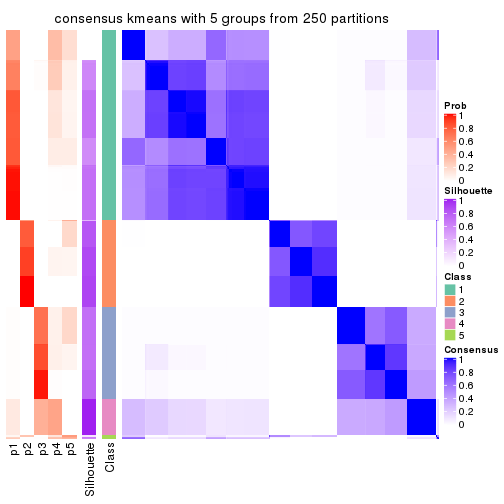 consensus kmeans with 5 groups from 250 partitions
Prob
1
0.8
0.6
0.4
0.2
0
Silhouette
1
0.8
0.6
0.4
0.2
0
Class
1
2
3
4
5
Consensus
1
0.8
0.6
0.4
0.2
0
p1
p2
p3
p4
p5
Silhouette
Class